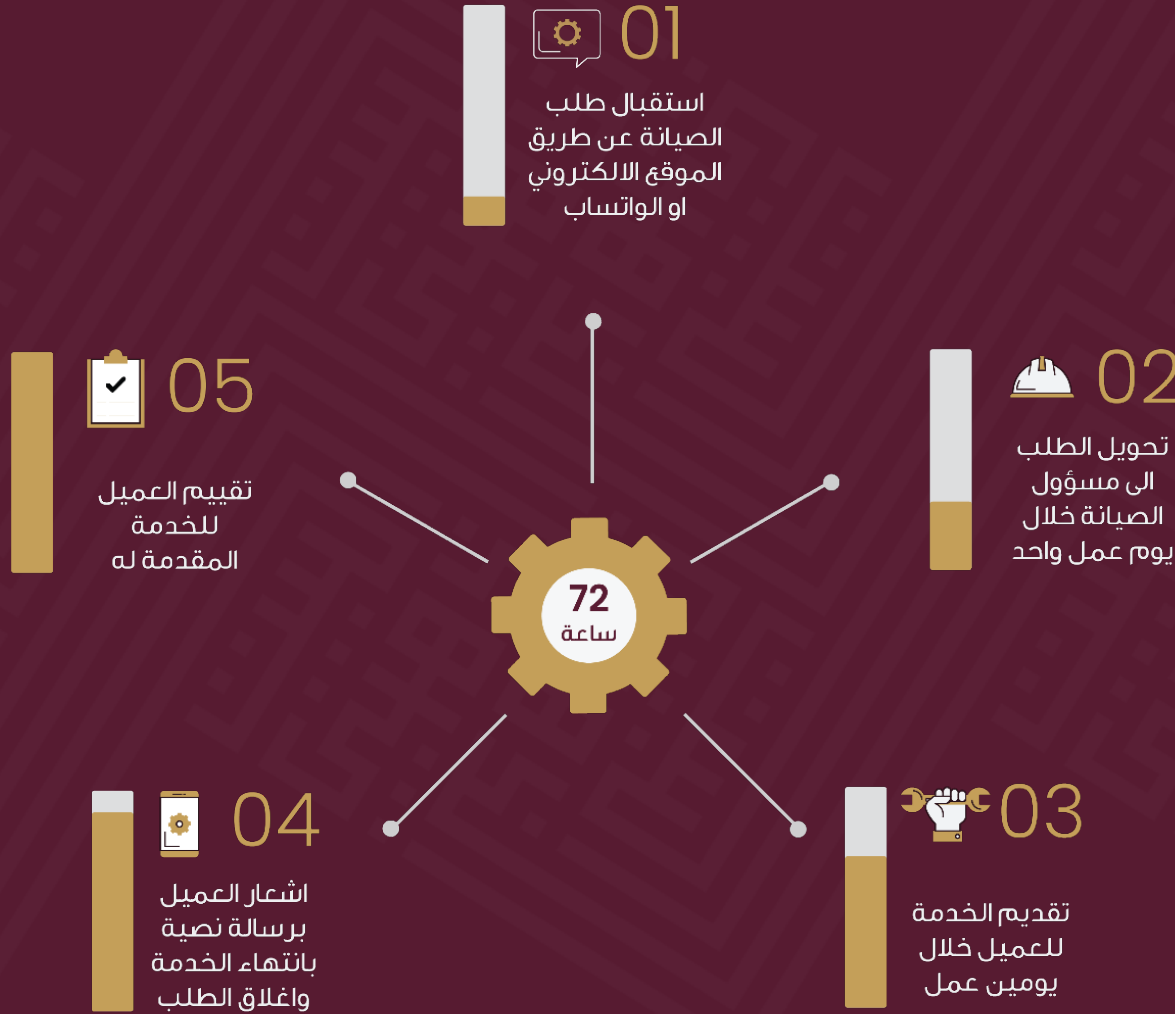 01
استقبال طلب
الصيانة عن طريق
الموقع الالكتروني
او الواتساب
02
تحويل الطلب
الى مسؤول
الصيانة خلال
يوم عمل واحد
03
تقديم الخدمة
للعميل خلال
يومين عمل
04
اشعار العميل
برسالة نصية
بانتهاء الخدمة
واغلاق الطلب
05
تقييم العميل
للخدمة
المقدمة له
72
ساعة